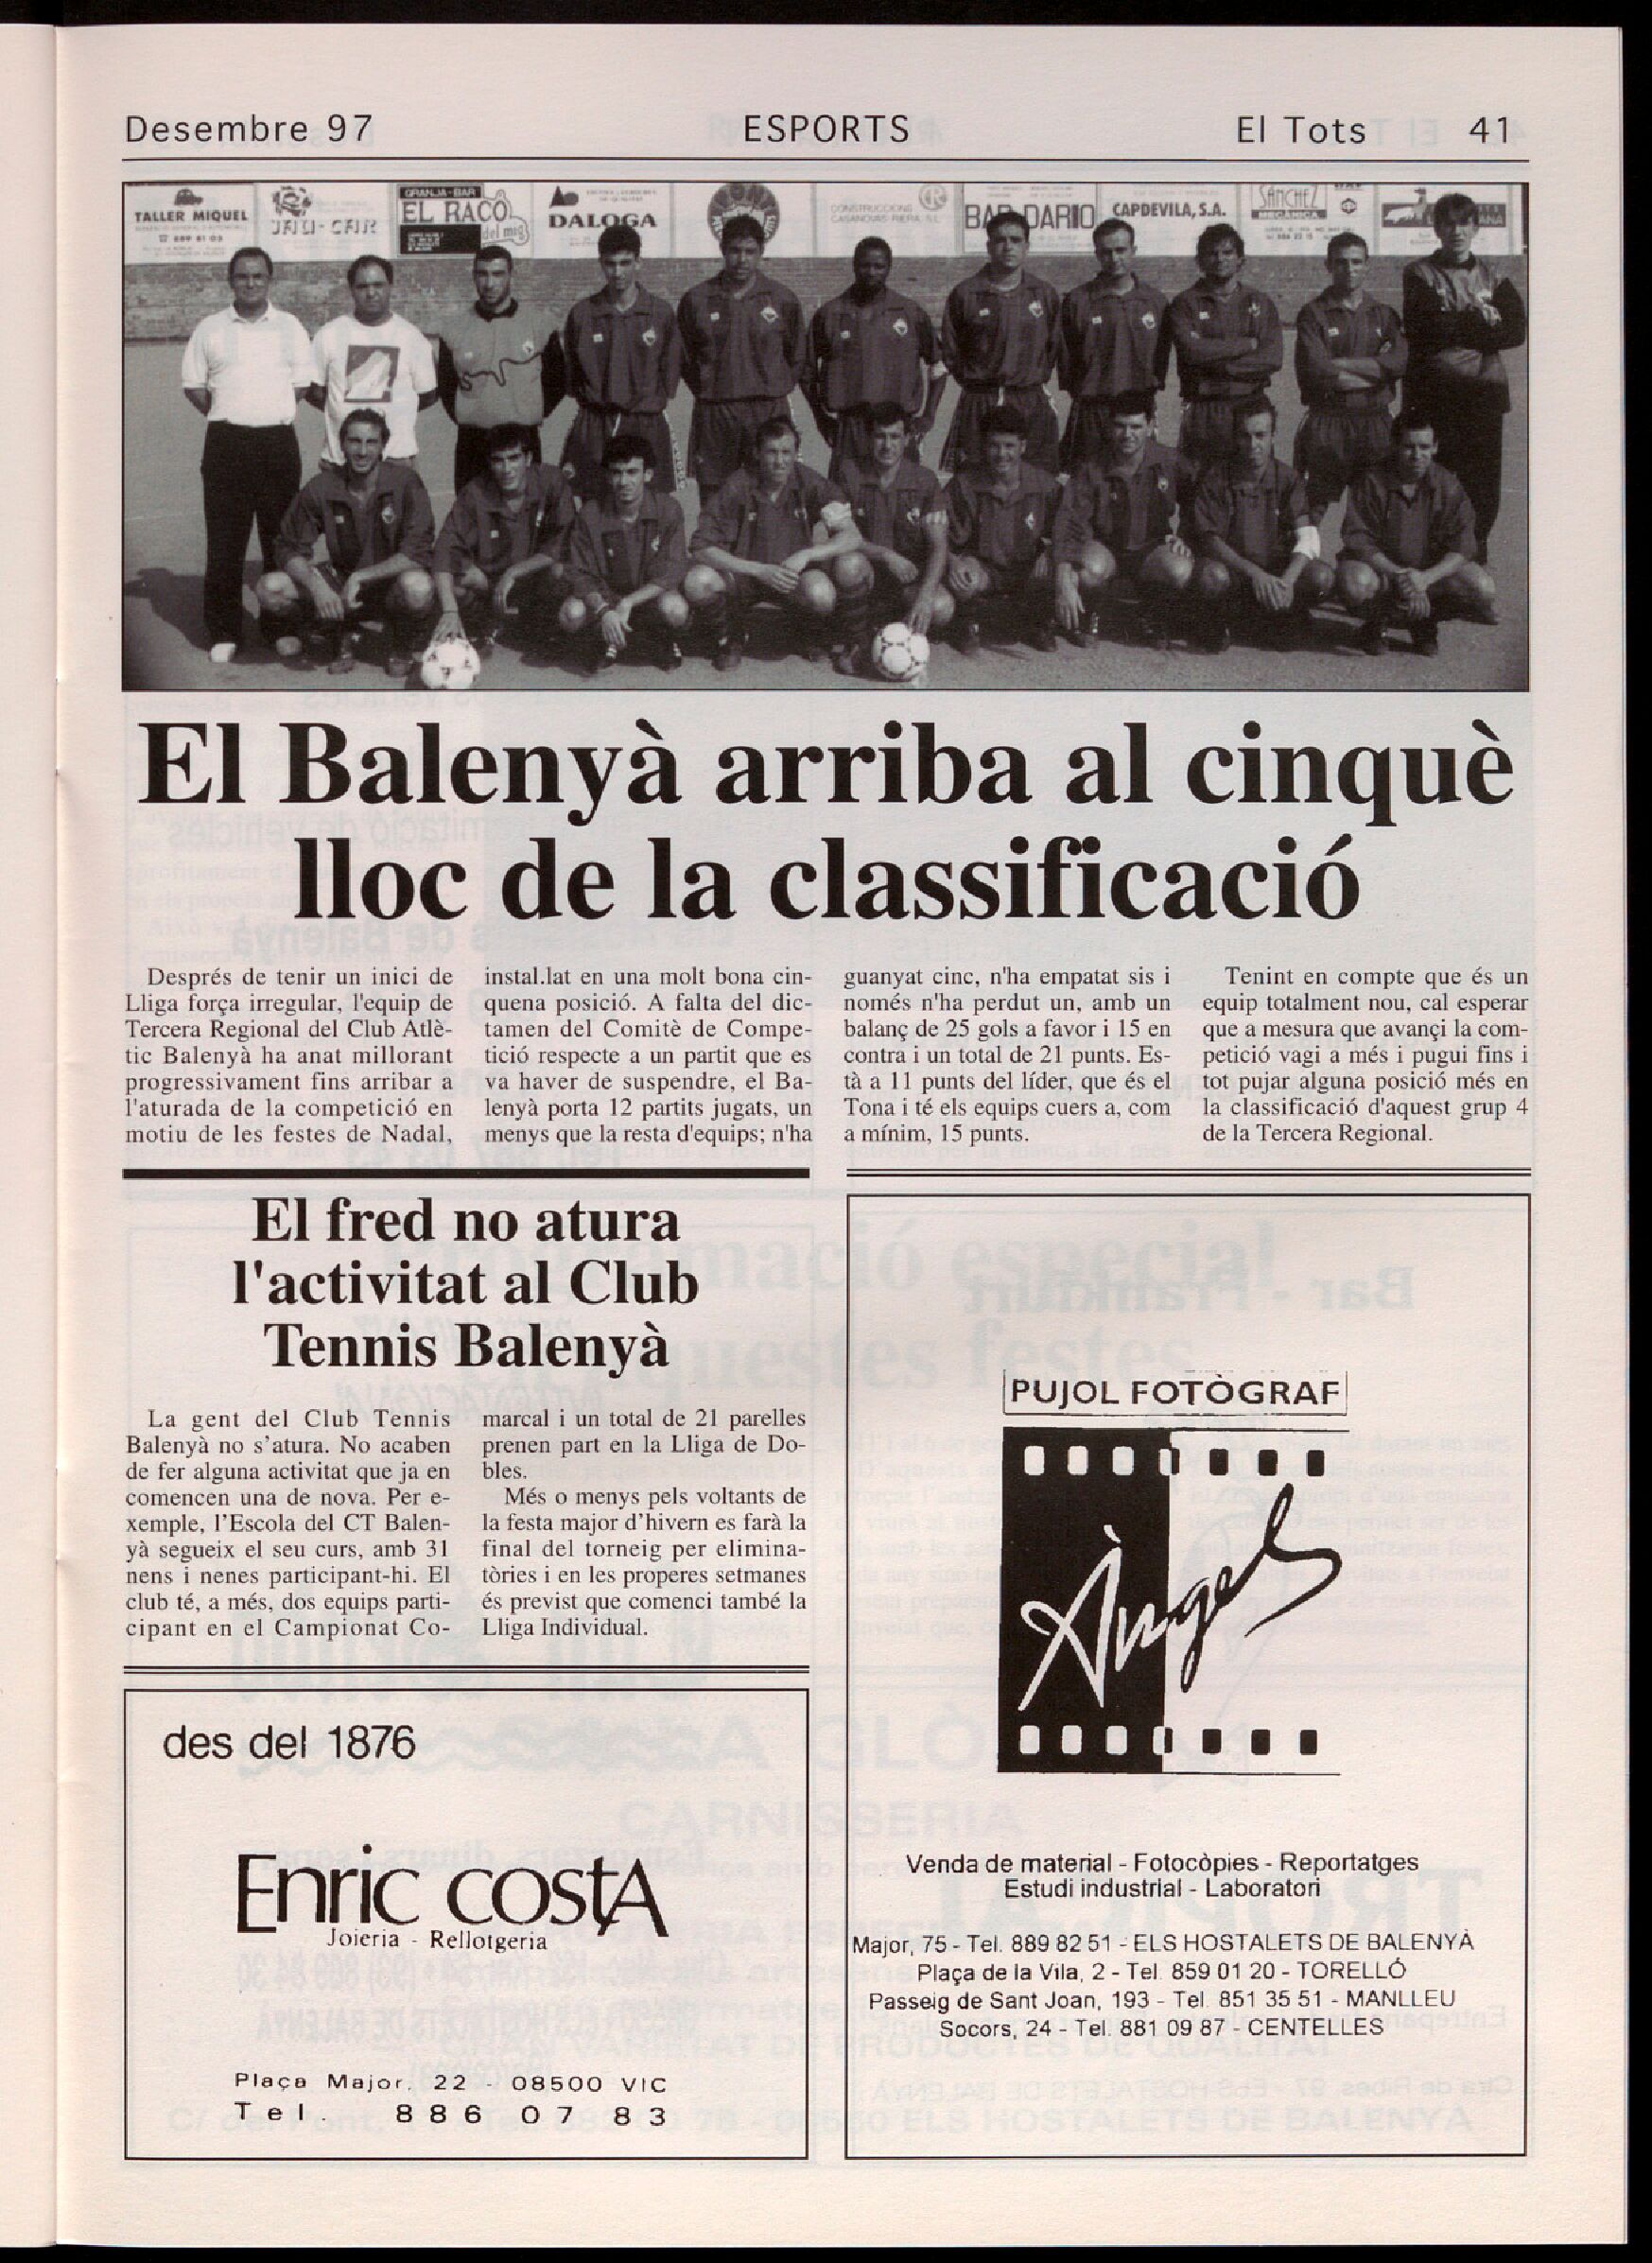 Desembre 97 ESPORTS El Tots 41
TALLER MIQUEL
JALU-CAR
GRANJA-BAR
EL RACÓ
del mig
DALOGA
CONSTRUCCIONS
CASANOVAS RIERA, S.L.
BAR DARIO
CAPDEVILA, S.A.
SÁNCHEZ
MECÀNICA
El Balenyà arriba al cinquè
lloc de la classificació
Després de tenir un inici de
Lliga força irregular, l'equip de
Tercera Regional del Club Atlè-
tic Balenyà ha anat millorant
progressivament fins arribar a
l'aturada de la competició en
motiu de les festes de Nadal,
instal.lat en una molt bona cin-
quena posició. A falta del dic-
tamen del Comitè de Compe-
tició respecte a un partit que es
va haver de suspendre, el Ba-
lenyà porta 12 partits jugats, un
menys que la resta d'equips; n'ha
guanyat cinc, n'ha empatat sis i
només n'ha perdut un, amb un
balanç de 25 gols a favor i 15 en
contra i un total de 21 punts. Es-
tà a 11 punts del líder, que és el
Tona i té els equips cuers a, com
a mínim, 15 punts.
Tenint en compte que és un
equip totalment nou, cal esperar
que a mesura que avançi la com-
petició vagi a més i pugui fins i
tot pujar alguna posició més en
la classificació d'aquest grup 4
de la Tercera Regional.
El fred no atura
l'activitat al Club
Tennis Balenyà
La gent del Club Tennis
Balenyà no s’atura. No acaben
de fer alguna activitat que ja en
comencen una de nova. Per e-
xemple, l’Escola del CT Balen-
yà segueix el seu curs, amb 31
nens i nenes participant-hi. El
club té, a més, dos equips parti-
cipant en el Campionat Co-
marcal i un total de 21 parelles
prenen part en la Lliga de Do-
bles.
Més o menys pels voltants de
la festa major d’hivern es farà la
final del torneig per elimina-
tòries i en les properes setmanes
és previst que comenci també la
Lliga Individual.
des del 1876
Enric costA
Joieria - Rellotgeria
Plaça Major, 22 - 08500 VIC
Tel. 886 07 83
PUJOL FOTÒGRAF
Àngel
Venda de material - Fotocòpies - Reportatges
Estudi industrial - Laboratori
Major, 75 - Tel. 889 82 51 - ELS HOSTALETS DE BALENYÀ
Plaça de la Vila, 2 - Tel. 859 01 20 - TORELLÓ
Passeig de Sant Joan, 193 - Tel. 851 35 51 - MANLLEU
Socors, 24 - Tel. 881 09 87 - CENTELLES